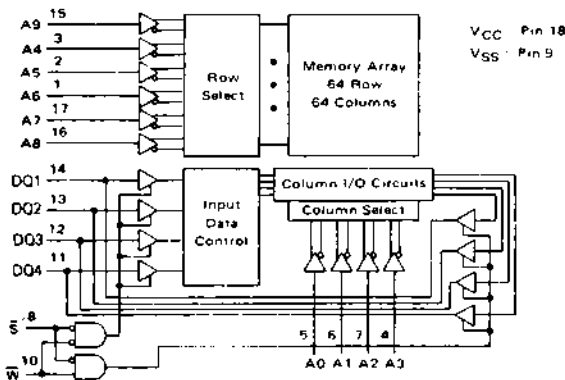 A9 15
A4 3
A5 2
A6 1
A7 17
A8 16
Row
Select
Memory Array
64 Row
64 Columns
VCC Pin 18
VSS Pin 9
DQ1 14
DQ2 13
DQ3 12
DQ4 11
Input
Data
Control
Column I/O Circuits
Column Select
S 8
W 10
5 6 7 4
A0 A1 A2 A3